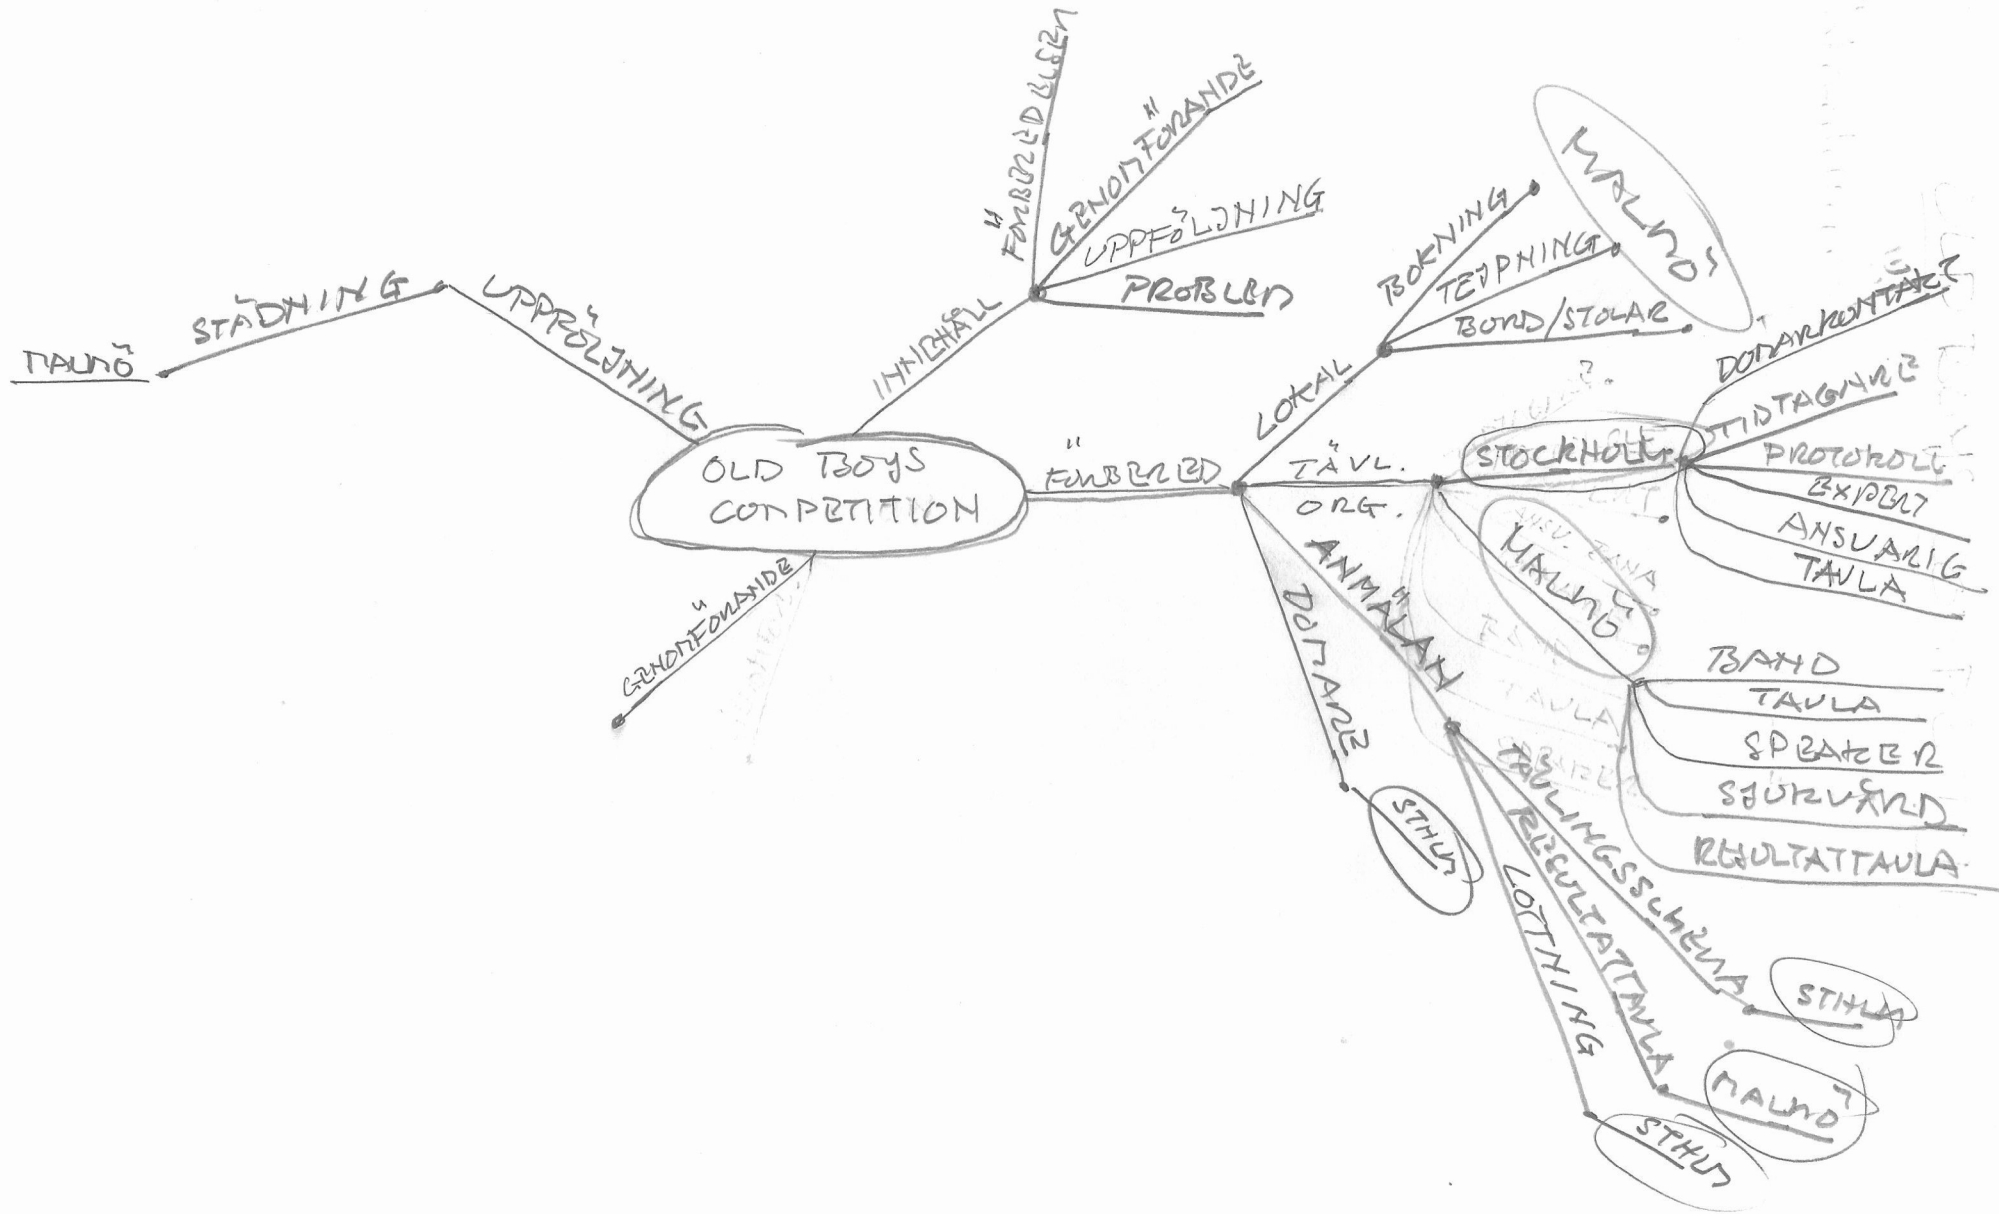 FÖRBEREDELSER
GENOMFÖRANDE
UPPFÖLJNING
PROBLEM
INNEHÅLL
MALMÖ
BOKNING
TEJPNING
BORD/STOLAR
LOKAL
STÄDNING
UPPFÖLJNING
MALMÖ
OLD BOYS
COMPETITION
FÖRBERED
TÄVL.
ORG.
STOCKHOLM
DOMARKONTAKT
TIDTAGARE
PROTOKOLL
EXPERT
ANSVARIG
TAVLA
MALMÖ
BAND
TAVLA
SPEAKER
SJUKVÅRD
RESULTATTAVLA
GENOMFÖRANDE
ANMÄLAN
DOMARE
STHLM
TÄVLINGSSCHEMA
STHLM
RESULTATTAVLA
MALMÖ
LOTTNING
STHLM